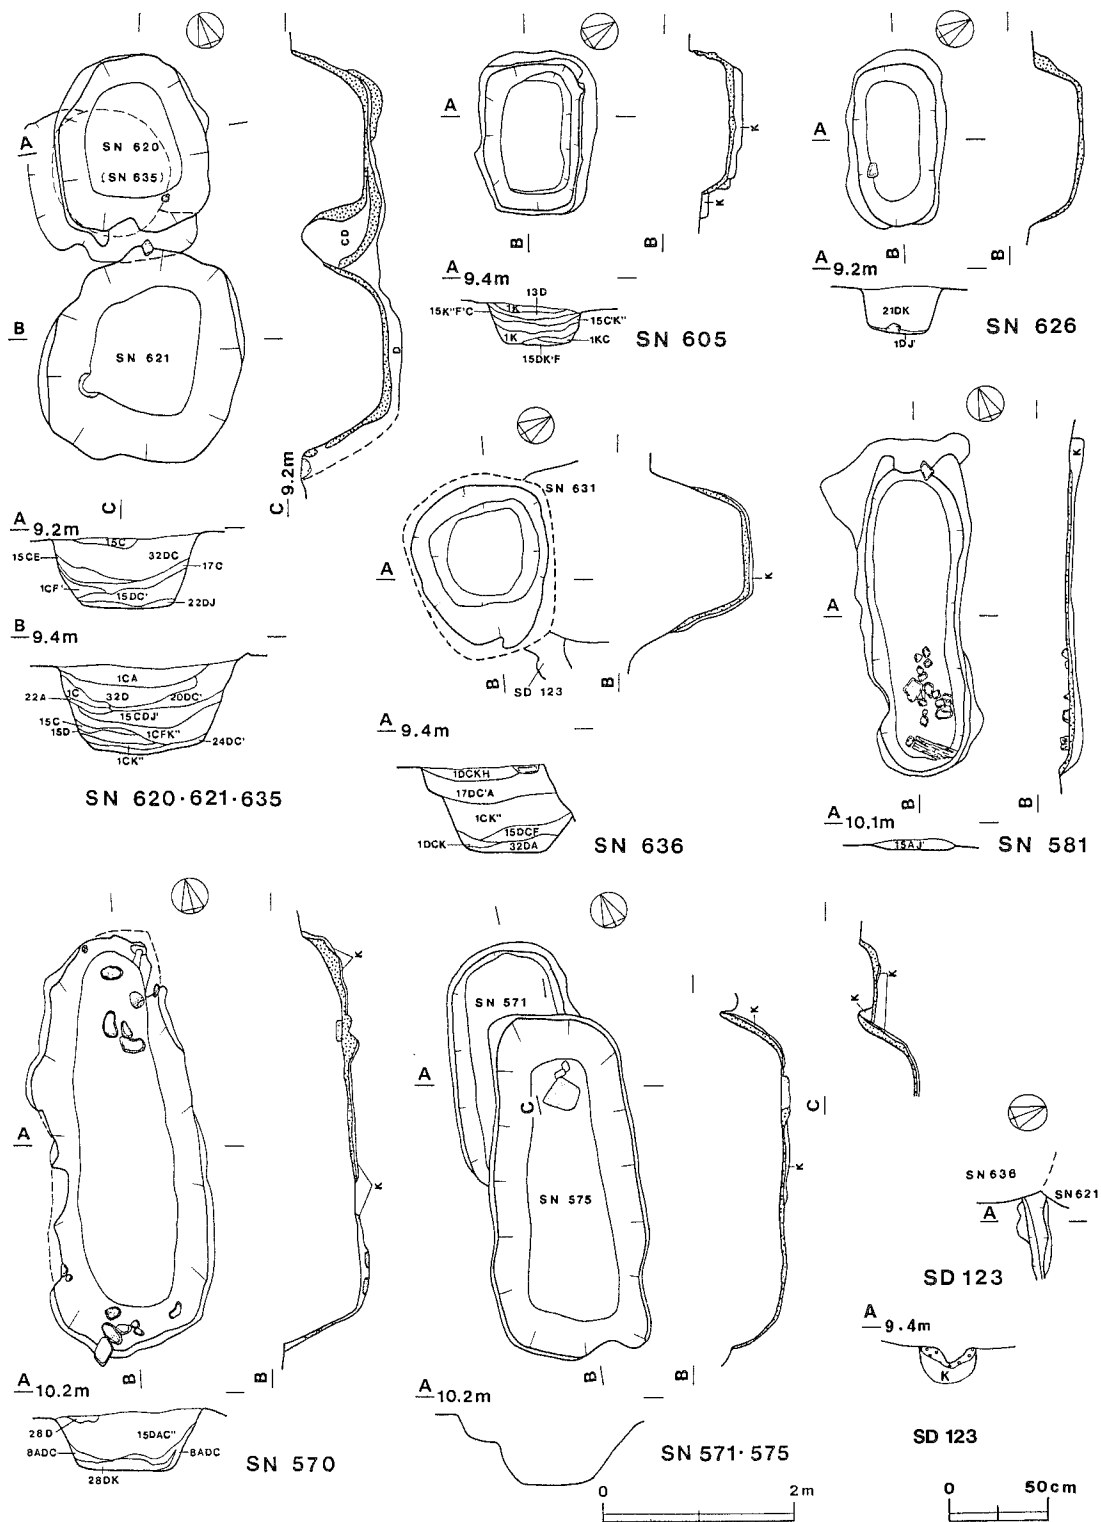 A
SN 620
(SN 635)
CD
B
SN 621
D
C
C 9.2m
A 9.2m
15C
15CE
32DC
17C
1CF'
15DC'
22DJ
B 9.4m
1CA
1C
22A
32D
20DC'
15CDJ'
15C
15D
1CFK"
24DC'
1CK"
SN 620·621·635
A
K
K
B
B
A 9.4m
13D
1K
15K"F'C
15C'K"
1K
1KC
15DK'F
SN 605
A
B
B
A 9.2m
21DK
1DJ'
SN 626
SN 631
A
K
B
SD 123
B
A 9.4m
1DCKH
17DC'A
1CK"
15DCF
1DCK
32DA
SN 636
K
A
B
B
A 10.1m
15AJ'
SN 581
K
A
K
B
B
A 10.2m
28D
15DAC"
8ADC
8ADC
28DK
SN 570
SN 571
A
C
SN 575
K
K
B
B
A 10.2m
SN 571·575
K
K
C
SN 636
SN 621
A
SD 123
A 9.4m
K
SD 123
0 2m
0 50cm